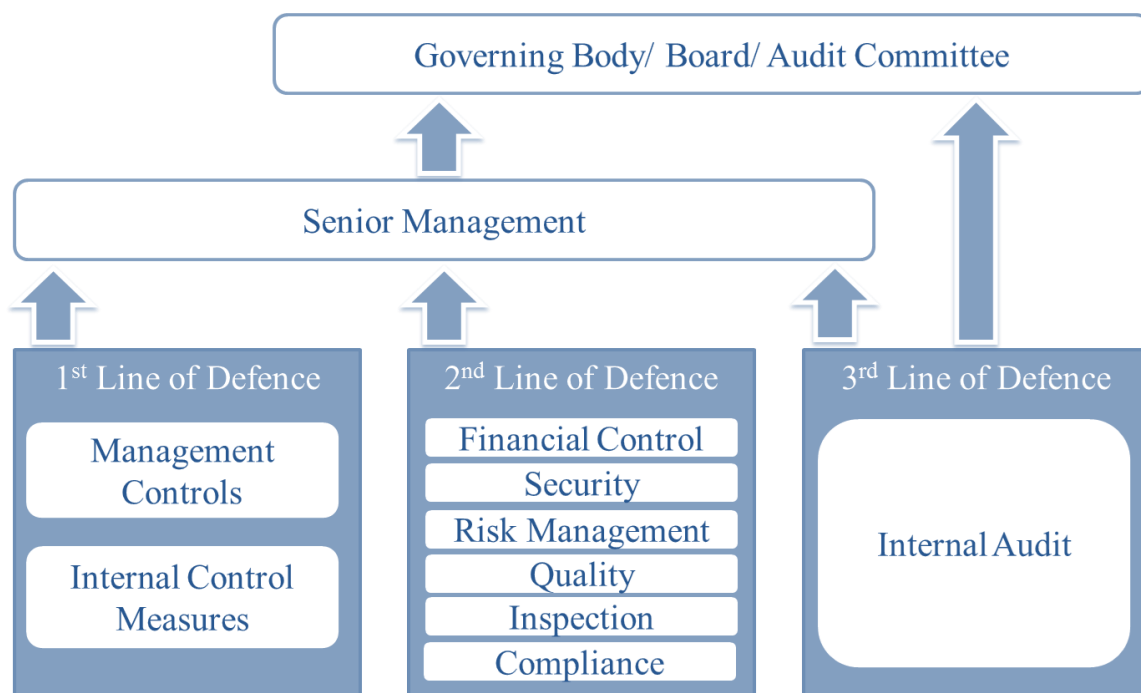 Governing Body/ Board/ Audit Committee
Senior Management
1st Line of Defence
Management
Controls
Internal Control
Measures
2nd Line of Defence
Financial Control
Security
Risk Management
Quality
Inspection
Compliance
3rd Line of Defence
Internal Audit